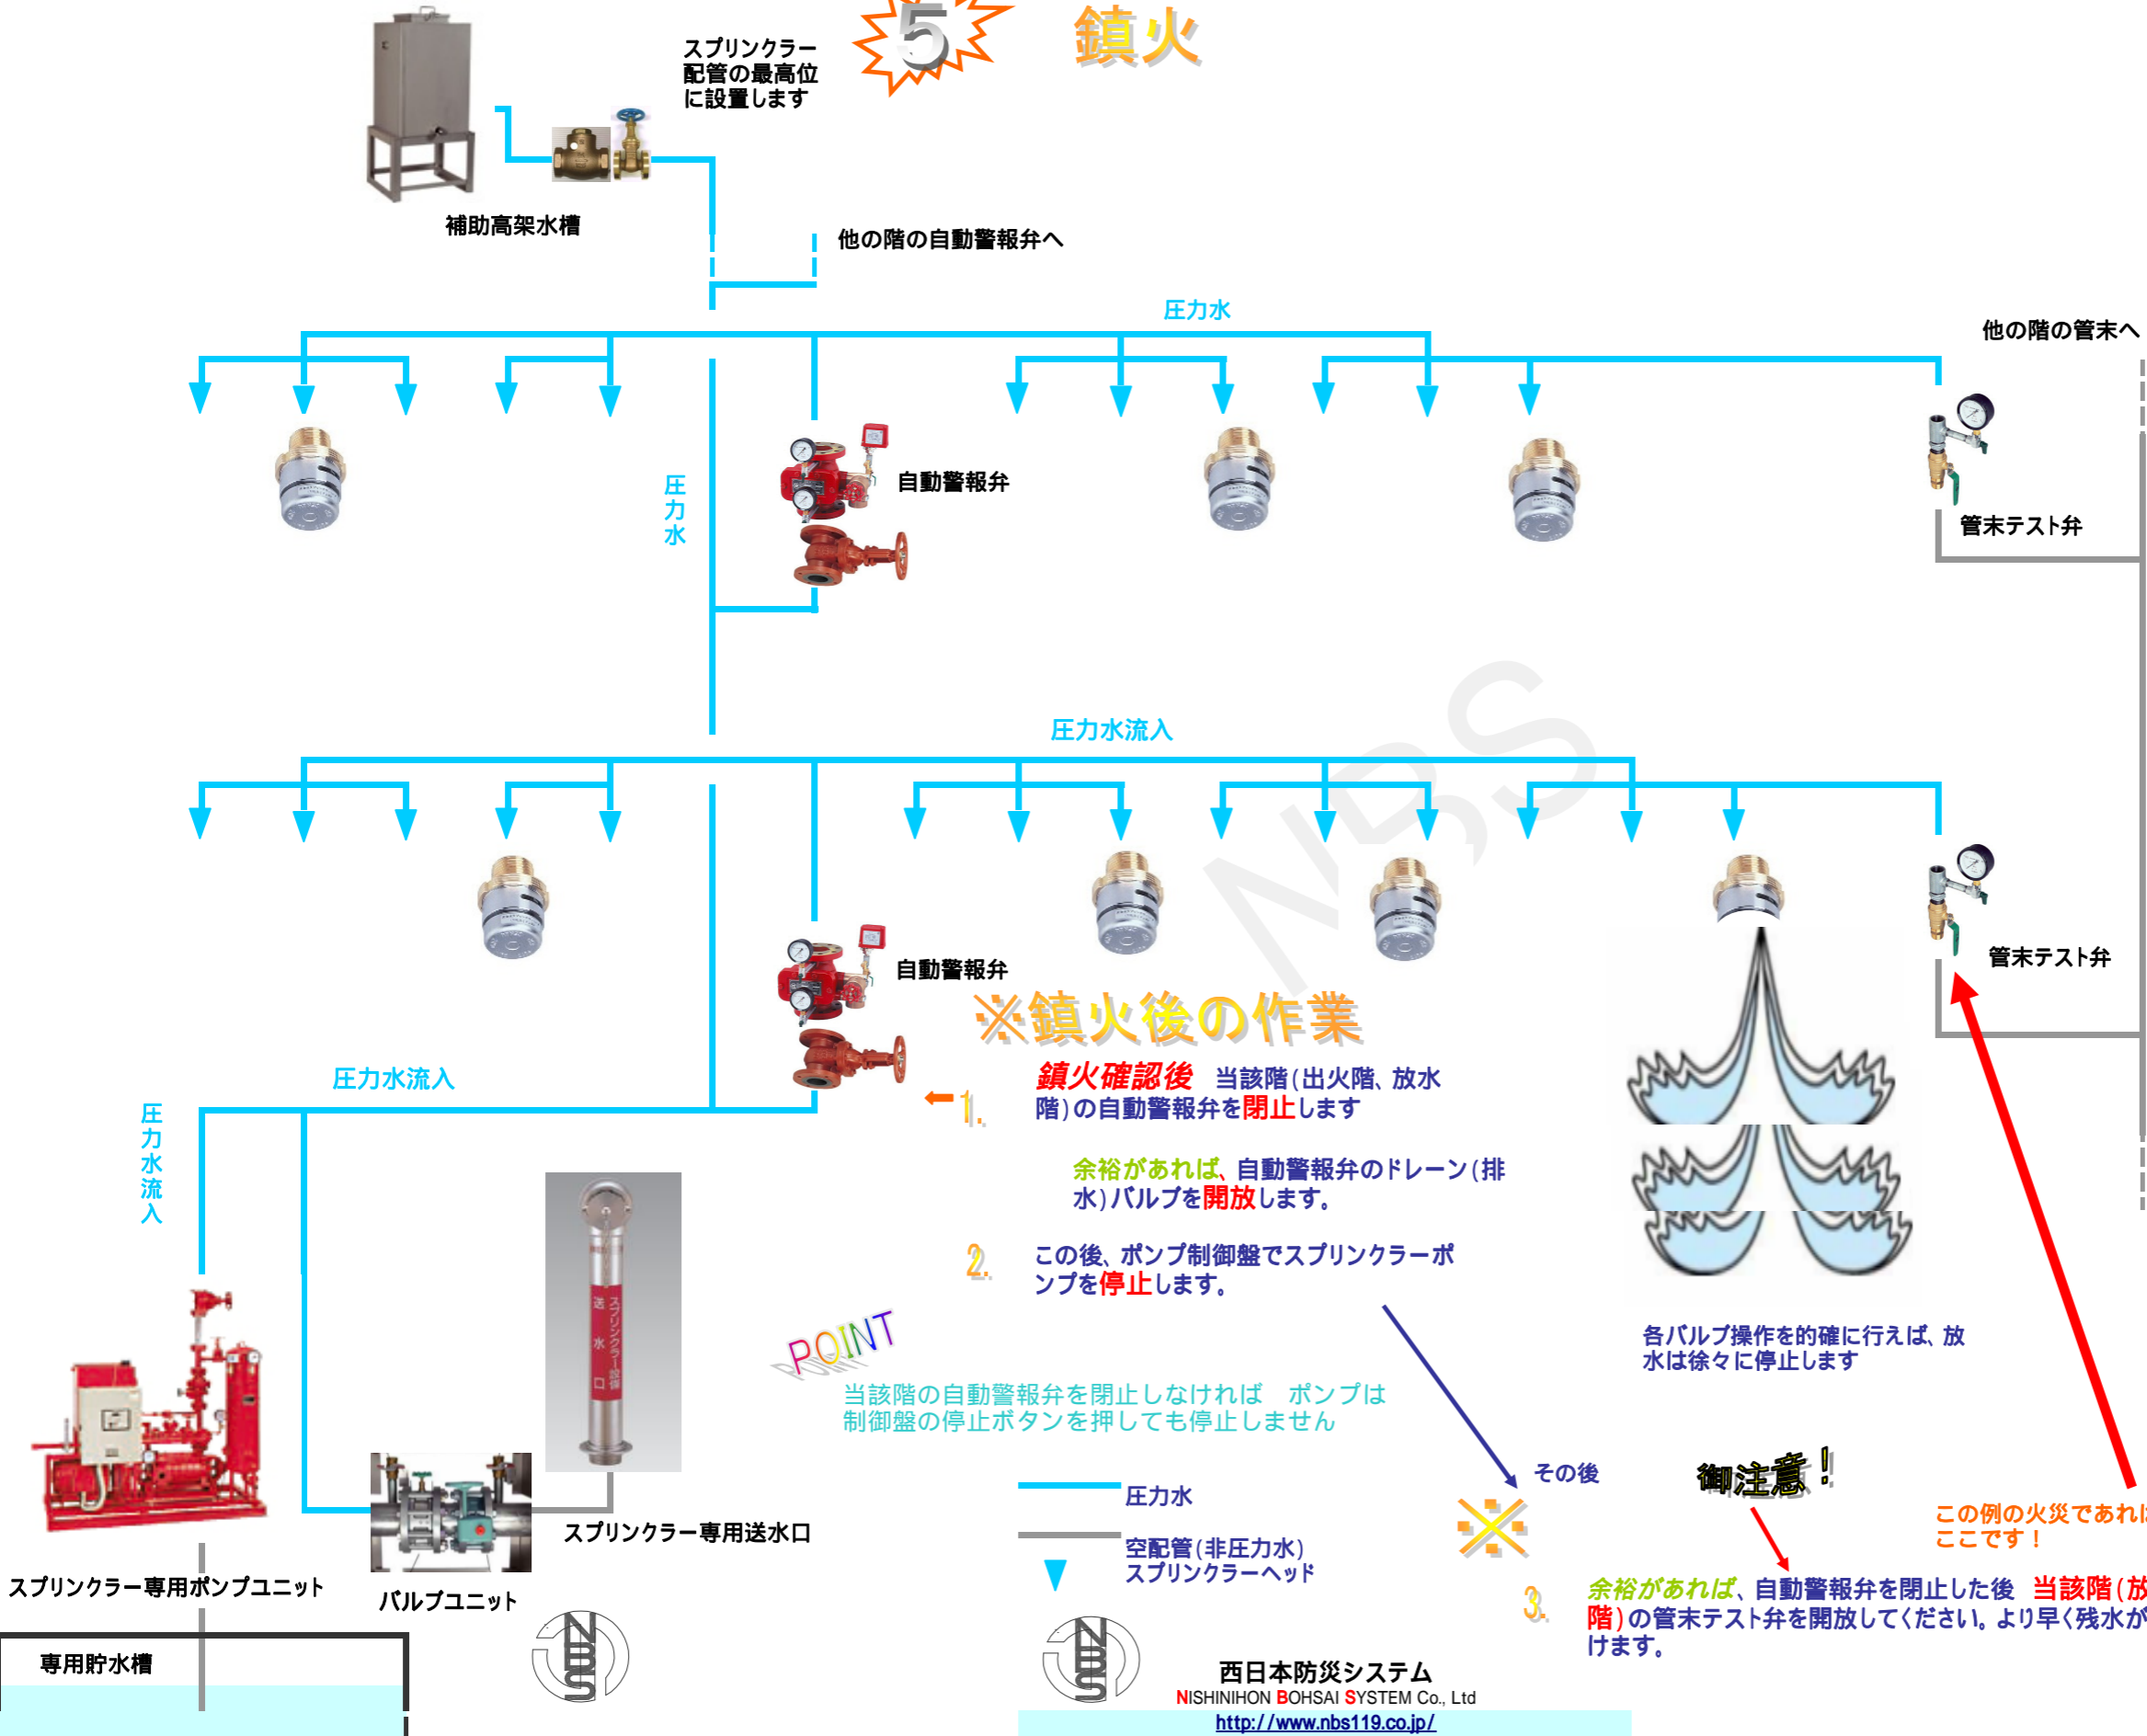 5 鎮火
スプリンクラー
配管の最高位
に設置します
補助高架水槽
他の階の自動警報弁へ
圧力水
他の階の管末へ
圧力水
自動警報弁
管末テスト弁
圧力水流入
自動警報弁
管末テスト弁
※鎮火後の作業
圧力水流入
圧力水流入
1.
鎮火確認後 当該階(出火階、放水
階)の自動警報弁を閉止します
余裕があれば、自動警報弁のドレーン(排
水)バルブを開放します。
2.
この後、ポンプ制御盤でスプリンクラーポ
ンプを停止します。
POINT
当該階の自動警報弁を閉止しなければ ポンプは
制御盤の停止ボタンを押しても停止しません
各バルブ操作を的確に行えば、放
水は徐々に停止します
スプリンクラー設備
送水口
スプリンクラー専用送水口
スプリンクラー専用ポンプユニット
バルブユニット
専用貯水槽
圧力水
空配管(非圧力水)
スプリンクラーヘッド
その後
※
御注意!
この例の火災であれば
ここです!
3.
余裕があれば、自動警報弁を閉止した後 当該階(放
階)の管末テスト弁を開放してください。より早く残水が
けます。
NBS
NBS
NBS
西日本防災システム
NISHINIHON BOHSAI SYSTEM Co., Ltd
http://www.nbs119.co.jp/